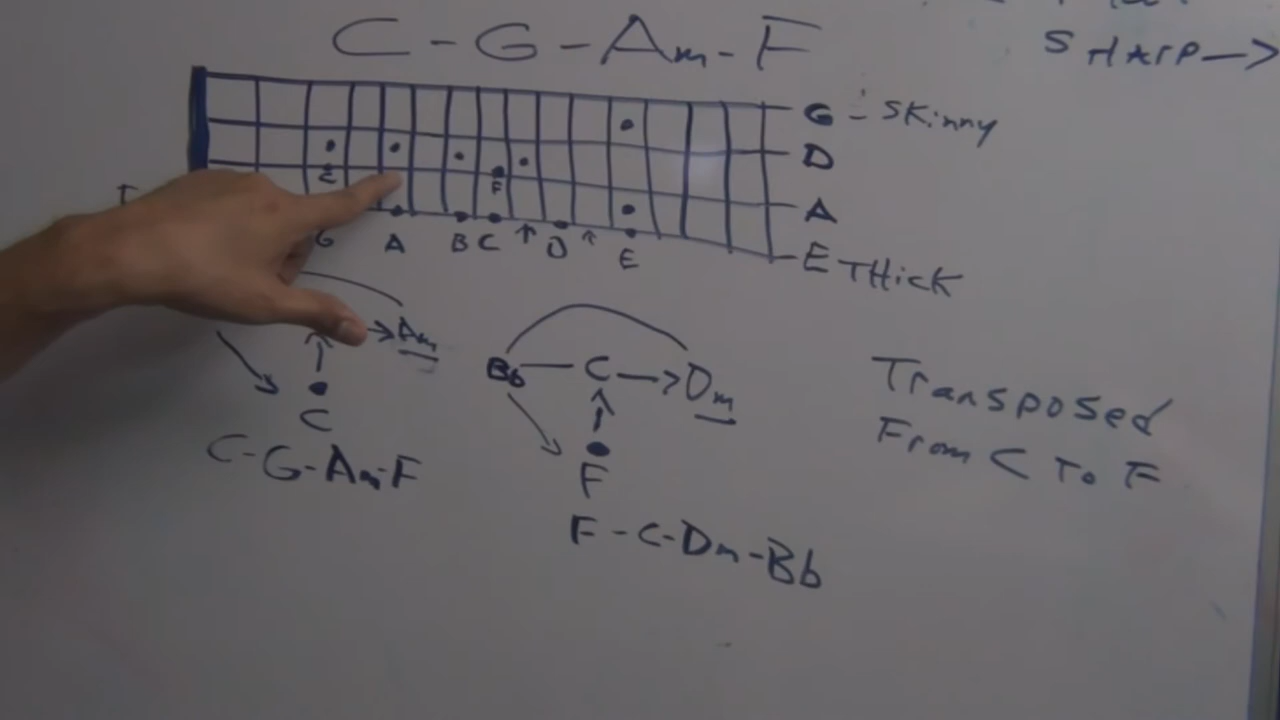 C-G-Am-F
SHARP→
G - Skinny
D
C
F
A
G A B C ↑ D ↑ E
E THick
→Am
C
C-G-Am-F
Bb — C → Dm
F
F-C-Dm-Bb
Transposed
From C To F